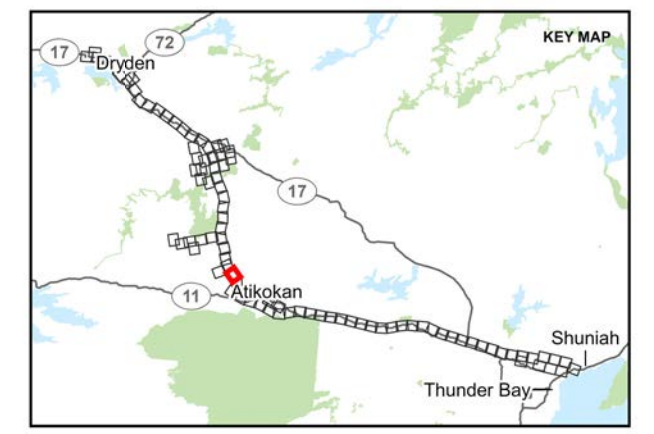 KEY MAP
72
17
Dryden
17
11
Atikokan
Shuniah
Thunder Bay